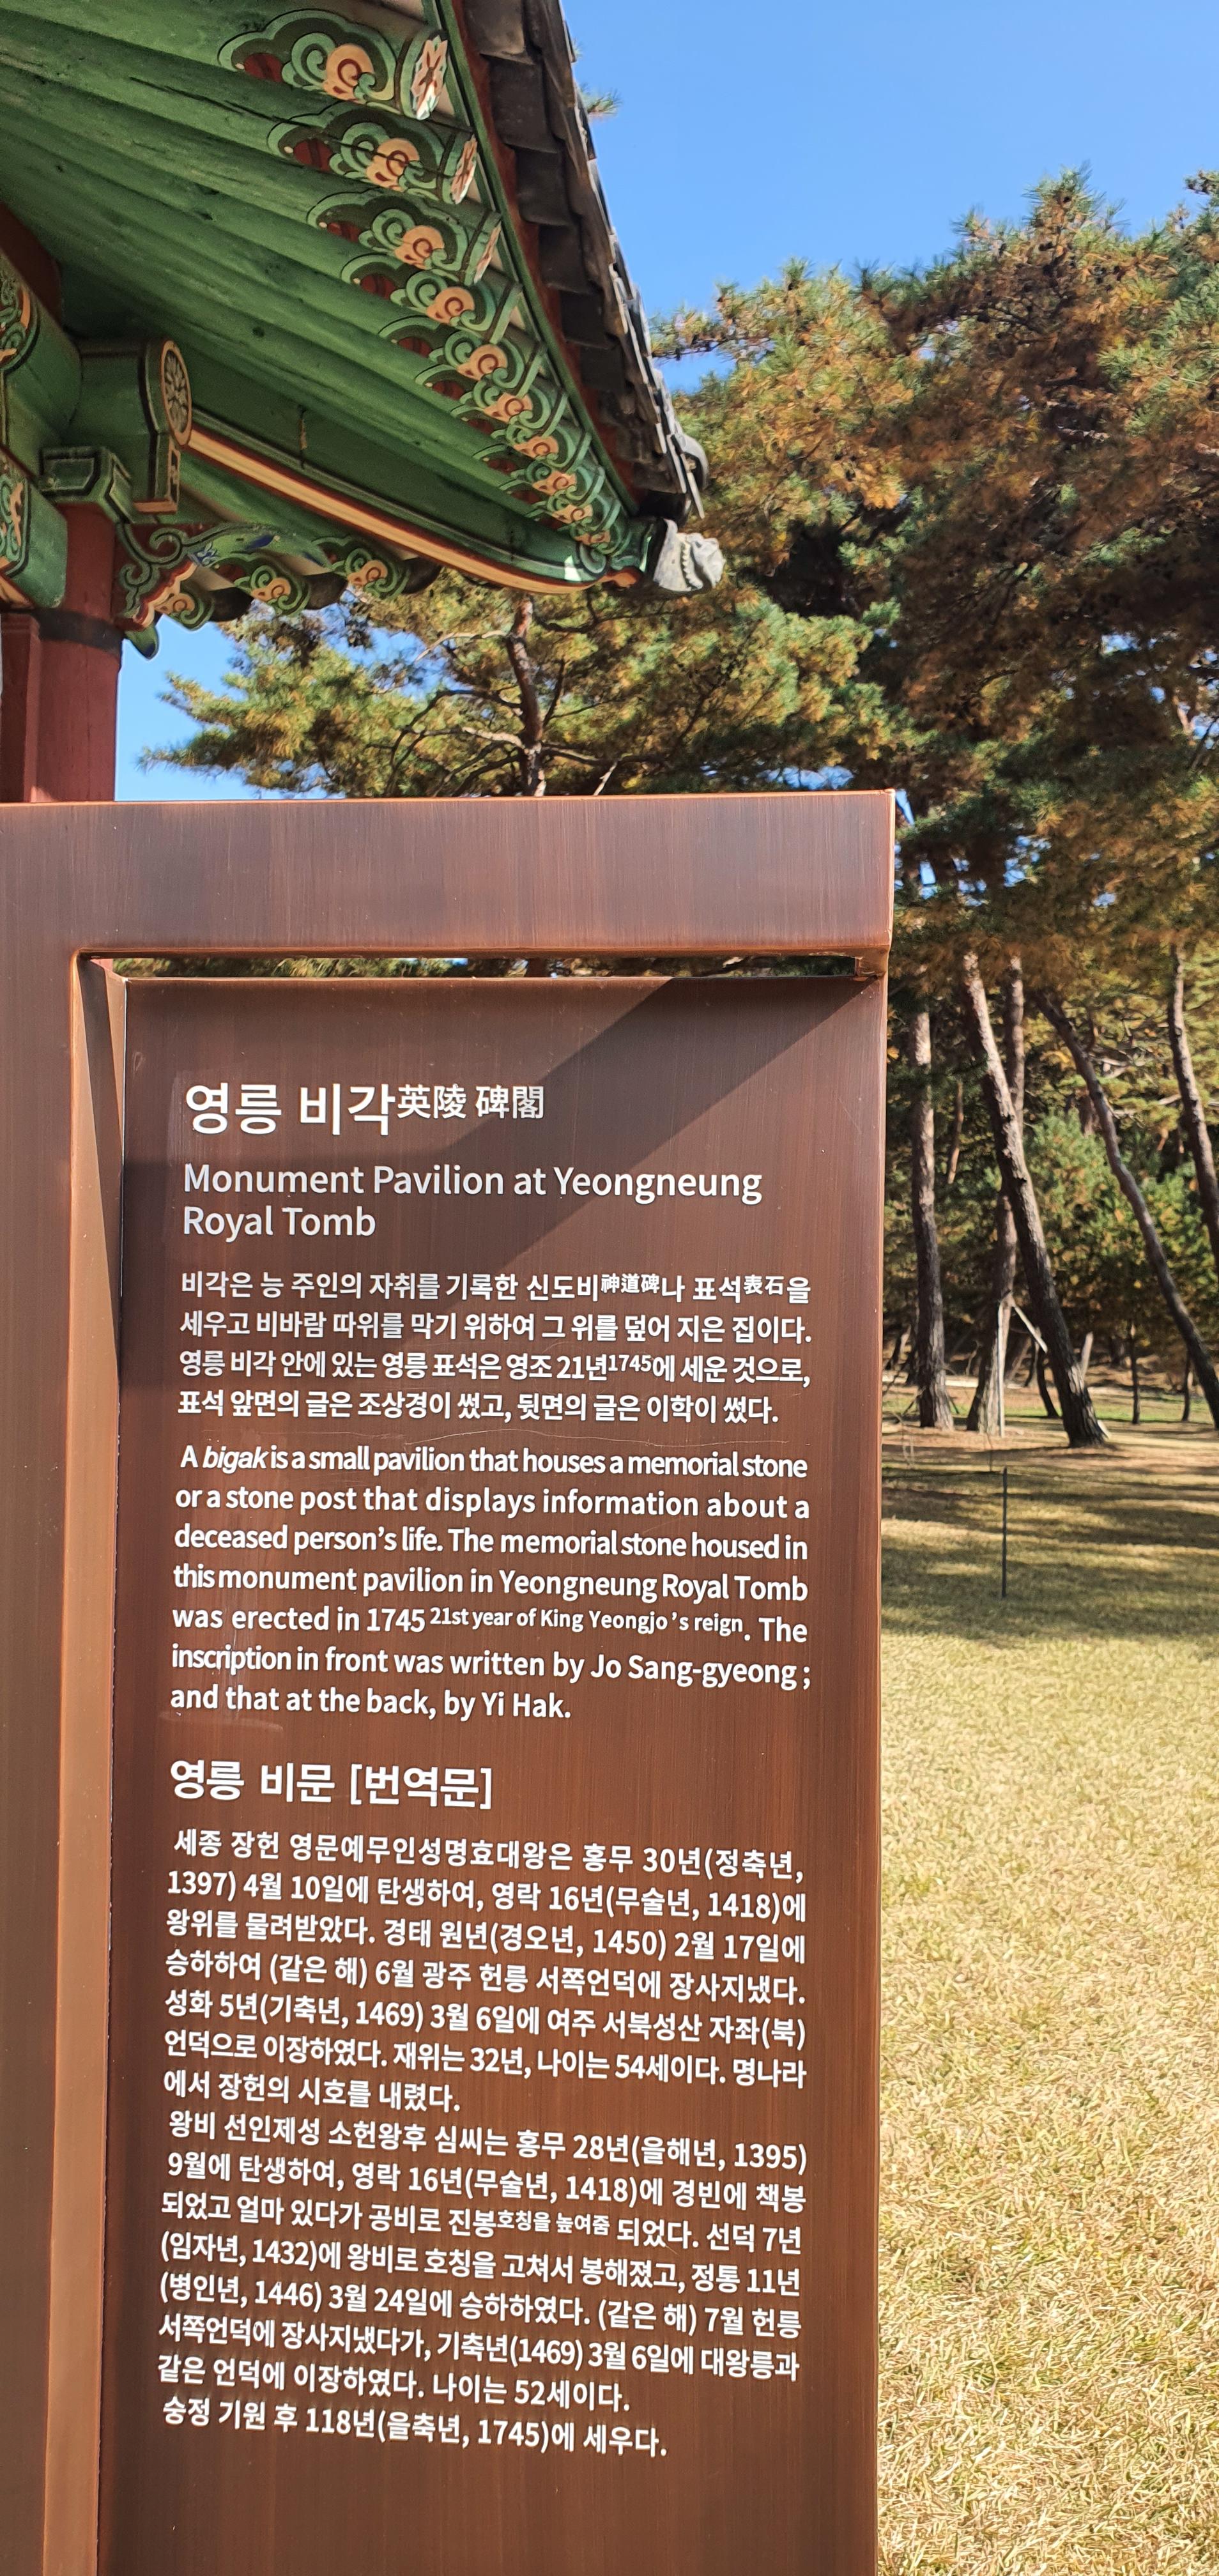 영릉 비각英陵 碑閣
Monument Pavilion at Yeongneung
Royal Tomb
비각은 능 주인의 자취를 기록한 신도비神道碑나 표석表石을
세우고 비바람 따위를 막기 위하여 그 위를 덮어 지은 집이다.
영릉 비각 안에 있는 영릉 표석은 영조 21년1745에 세운 것으로,
표석 앞면의 글은 조상경이 썼고, 뒷면의 글은 이학이 썼다.
A bigak is a small pavilion that houses a memorial stone
or a stone post that displays information about a
deceased person's life. The memorial stone housed in
this monument pavilion in Yeongneung Royal Tomb
was erected in 1745 21st year of King Yeongjo's reign. The
inscription in front was written by Jo Sang-gyeong;
and that at the back, by Yi Hak.
영릉 비문 [번역문]
세종 장헌 영문예무인성명효대왕은 홍무 30년(정축년,
1397) 4월 10일에 탄생하여, 영락 16년(무술년, 1418)에
왕위를 물려받았다. 경태 원년(경오년, 1450) 2월 17일에
승하하여 (같은 해) 6월 광주 헌릉 서쪽언덕에 장사지냈다.
성화 5년(기축년, 1469) 3월 6일에 여주 서북성산 자좌(북)
언덕으로 이장하였다. 재위는 32년, 나이는 54세이다. 명나라
에서 장헌의 시호를 내렸다.
왕비 선인제성 소헌왕후 심씨는 홍무 28년(을해년, 1395)
9월에 탄생하여, 영락 16년(무술년, 1418)에 경빈에 책봉
되었고 얼마 있다가 공비로 진봉호칭을 높여줌 되었다. 선덕 7년
(임자년, 1432)에 왕비로 호칭을 고쳐서 봉해졌고, 정통 11년
(병인년, 1446) 3월 24일에 승하하였다. (같은 해) 7월 헌릉
서쪽언덕에 장사지냈다가, 기축년(1469) 3월 6일에 대왕릉과
같은 언덕에 이장하였다. 나이는 52세이다.
숭정 기원 후 118년(을축년, 1745)에 세우다.